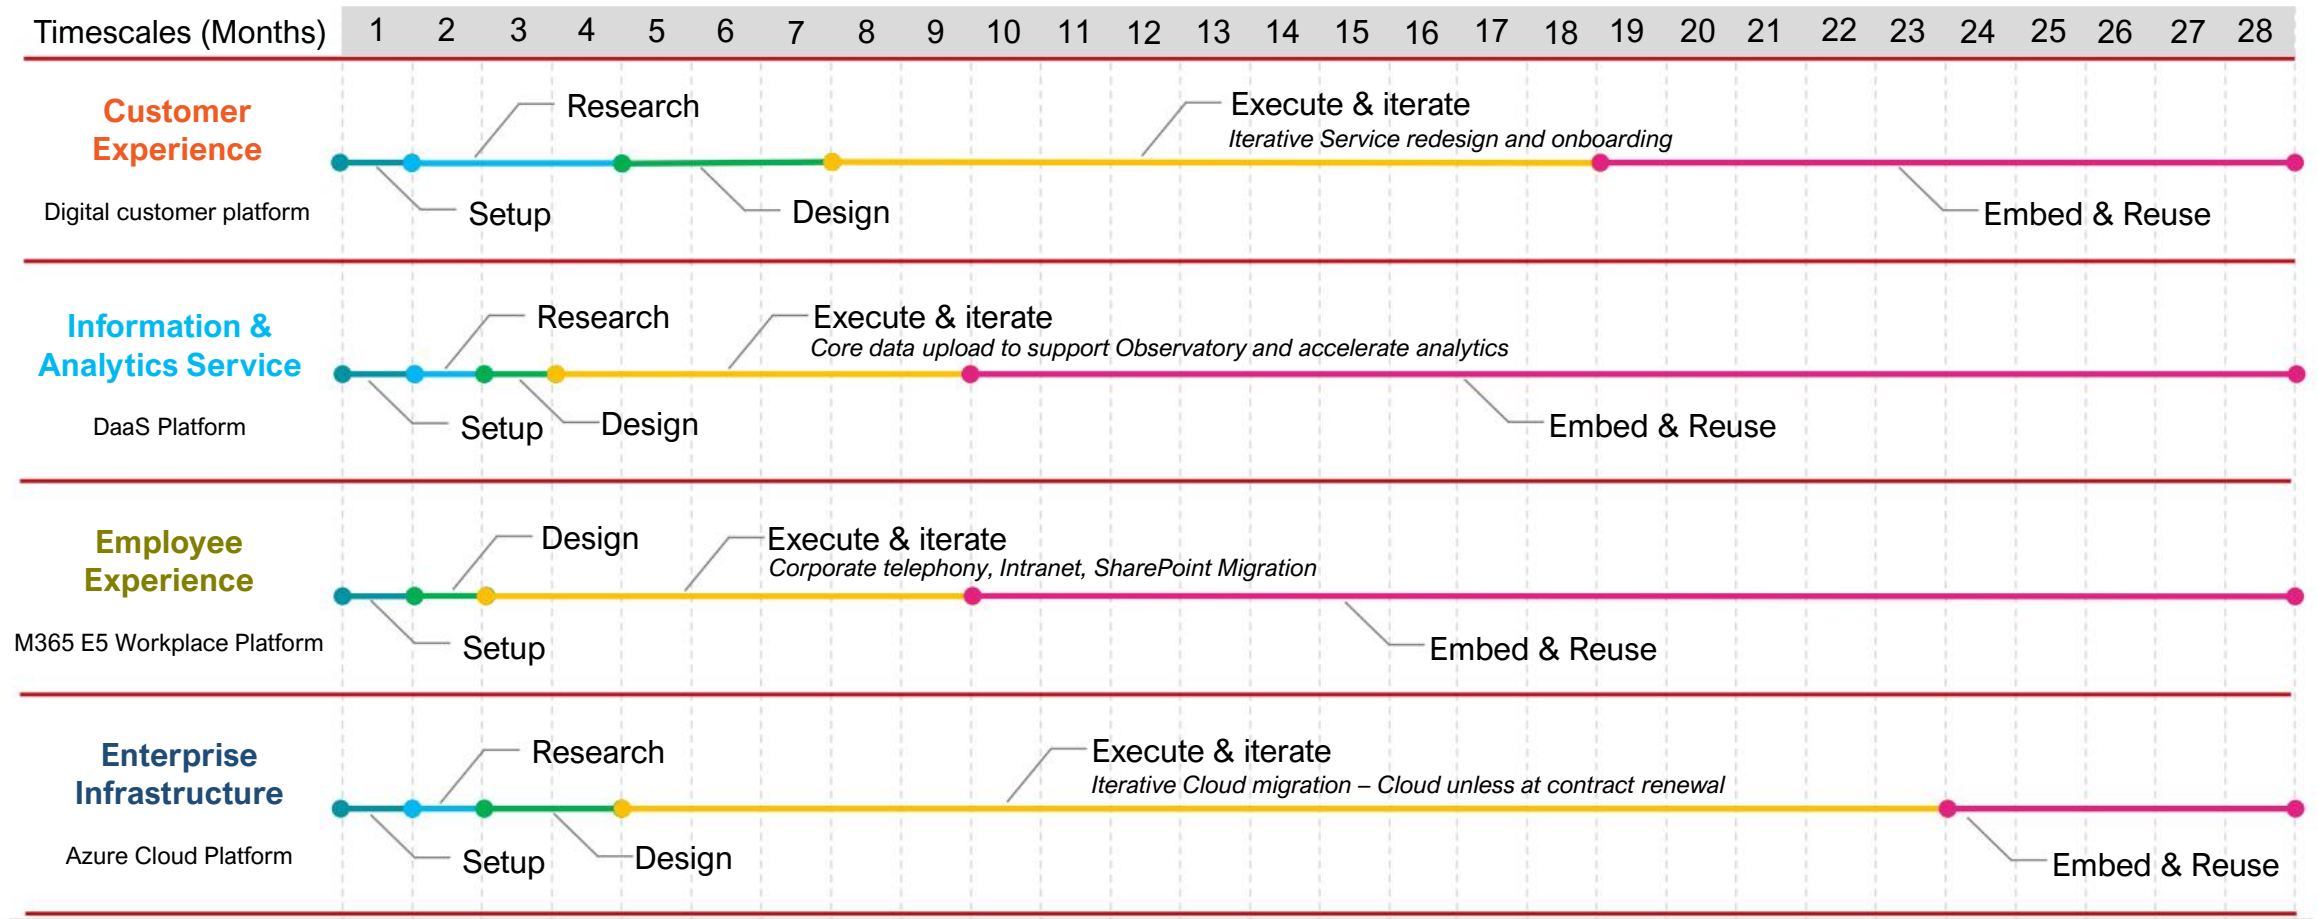 Timescales (Months) 1 2 3 4 5 6 7 8 9 10 11 12 13 14 15 16 17 18 19 20 21 22 23 24 25 26 27 28
Customer
Experience
Digital customer platform
Research
Execute & iterate
Iterative Service redesign and onboarding
Setup
Design
Embed & Reuse
Information &
Analytics Service
DaaS Platform
Research
Execute & iterate
Core data upload to support Observatory and accelerate analytics
Setup
Design
Embed & Reuse
Employee
Experience
M365 E5 Workplace Platform
Design
Execute & iterate
Corporate telephony, Intranet, SharePoint Migration
Setup
Embed & Reuse
Enterprise
Infrastructure
Azure Cloud Platform
Research
Execute & iterate
Iterative Cloud migration – Cloud unless at contract renewal
Setup
Design
Embed & Reuse